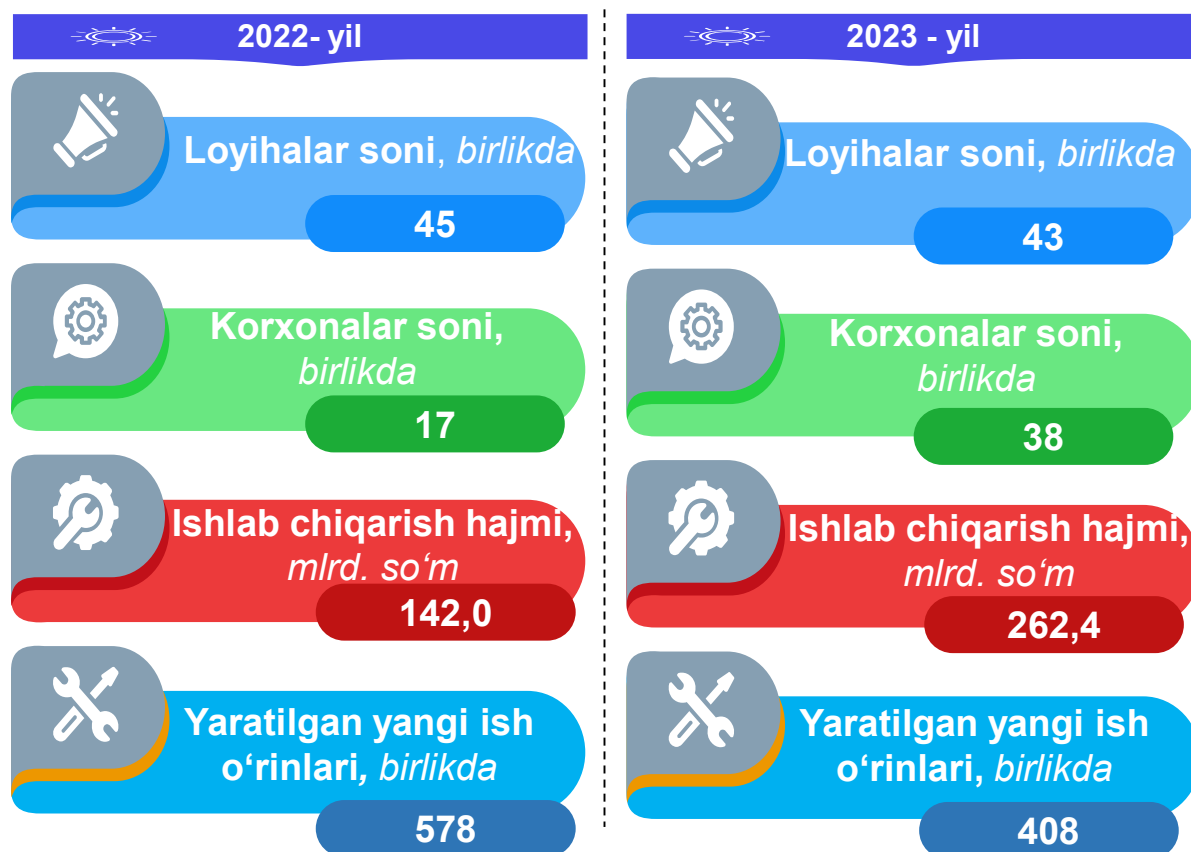 2022- yil
Loyihalar soni, birlikda
45
Korxonalar soni,
birlikda
17
Ishlab chiqarish hajmi,
mlrd. so‘m
142,0
Yaratilgan yangi ish
o‘rinlari, birlikda
578
2023 - yil
Loyihalar soni, birlikda
43
Korxonalar soni,
birlikda
38
Ishlab chiqarish hajmi,
mlrd. so‘m
262,4
Yaratilgan yangi ish
o‘rinlari, birlikda
408